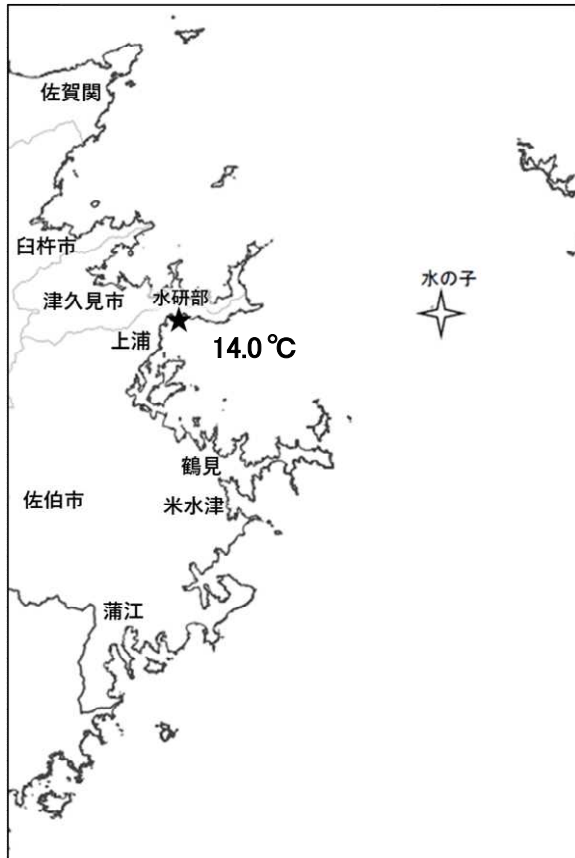 佐賀関
臼杵市
水の子
津久見市
水研部
上浦
14.0 ℃
鶴見
佐伯市
米水津
蒲江